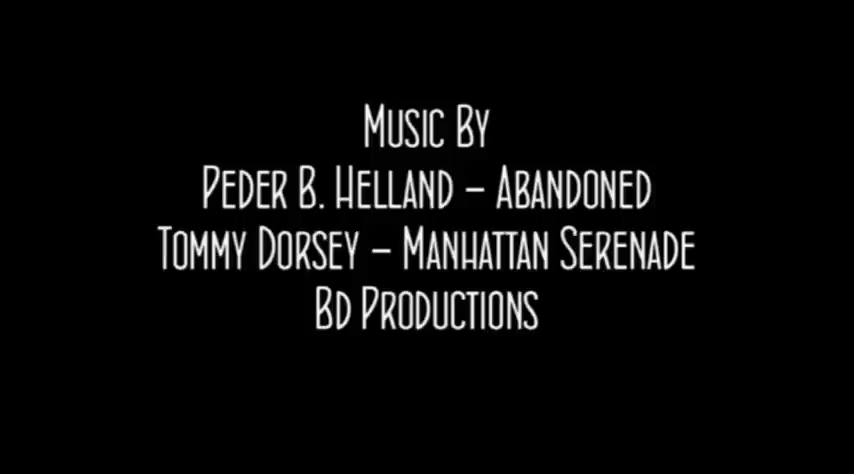 Music By
Peder B. Helland – Abandoned
Tommy Dorsey – Manhattan Serenade
Bd Productions